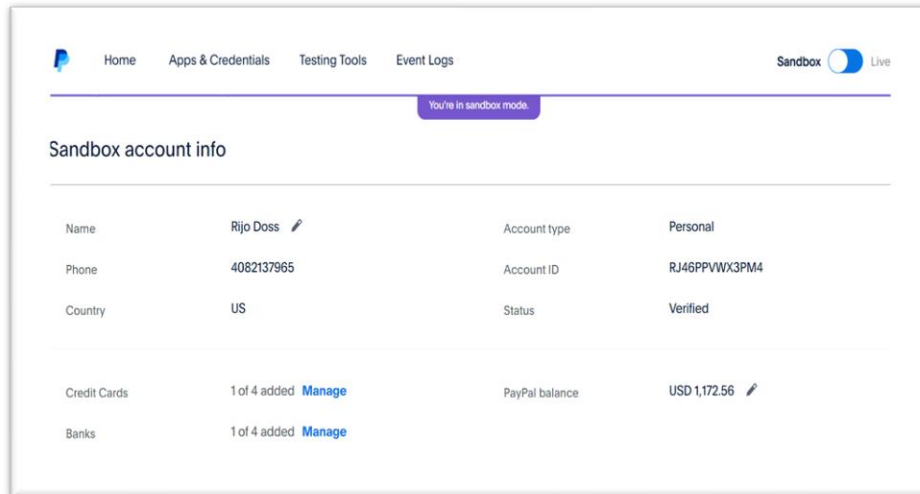 Home Apps & Credentials Testing Tools Event Logs Sandbox Live
You're in sandbox mode.
Sandbox account info
Name Rijo Doss Account type Personal
Phone 4082137965 Account ID RJ46PPVWX3PM4
Country US Status Verified
Credit Cards 1 of 4 added Manage PayPal balance USD 1,172.56
Banks 1 of 4 added Manage